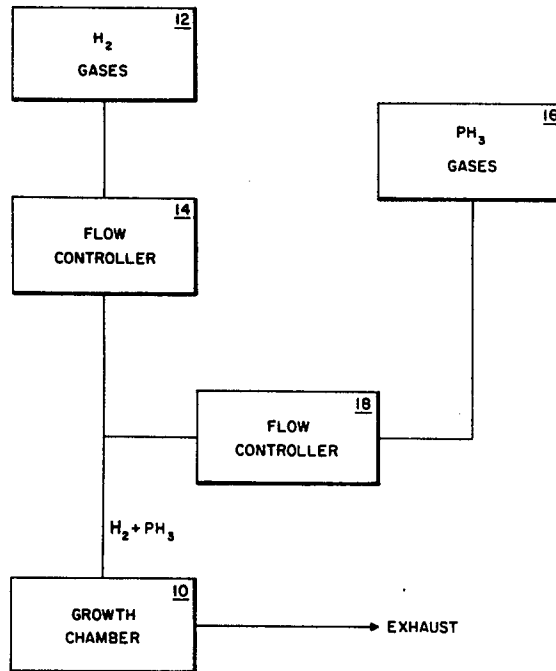 12
H₂
GASES
16
PH₃
GASES
14
FLOW
CONTROLLER
18
FLOW
CONTROLLER
H₂ + PH₃
10
GROWTH
CHAMBER
EXHAUST